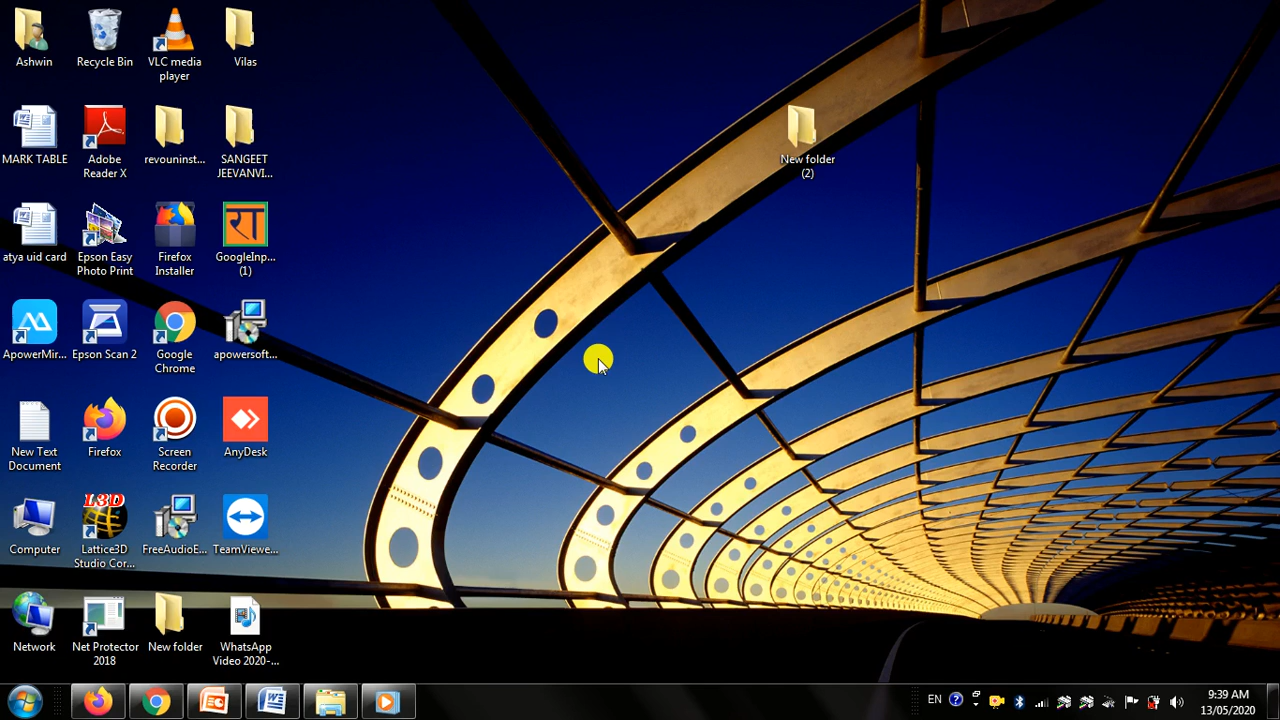 Ashwin
Recycle Bin
VLC media
player
Vilas
MARK TABLE
Adobe
Reader X
revouninst...
SANGEET
JEEVANVI...
atya uid card
Epson Easy
Photo Print
Firefox
Installer
रा
GoogleInp...
(1)
ApowerMir...
Epson Scan 2
Google
Chrome
apowersoft...
New Text
Document
Firefox
Screen
Recorder
AnyDesk
Computer
L3D
Lattice3D
Studio Cor...
FreeAudioE...
TeamViewe...
Network
Net Protector
2018
New folder
WhatsApp
Video 2020-...
New folder
(2)
EN
9:39 AM
13/05/2020